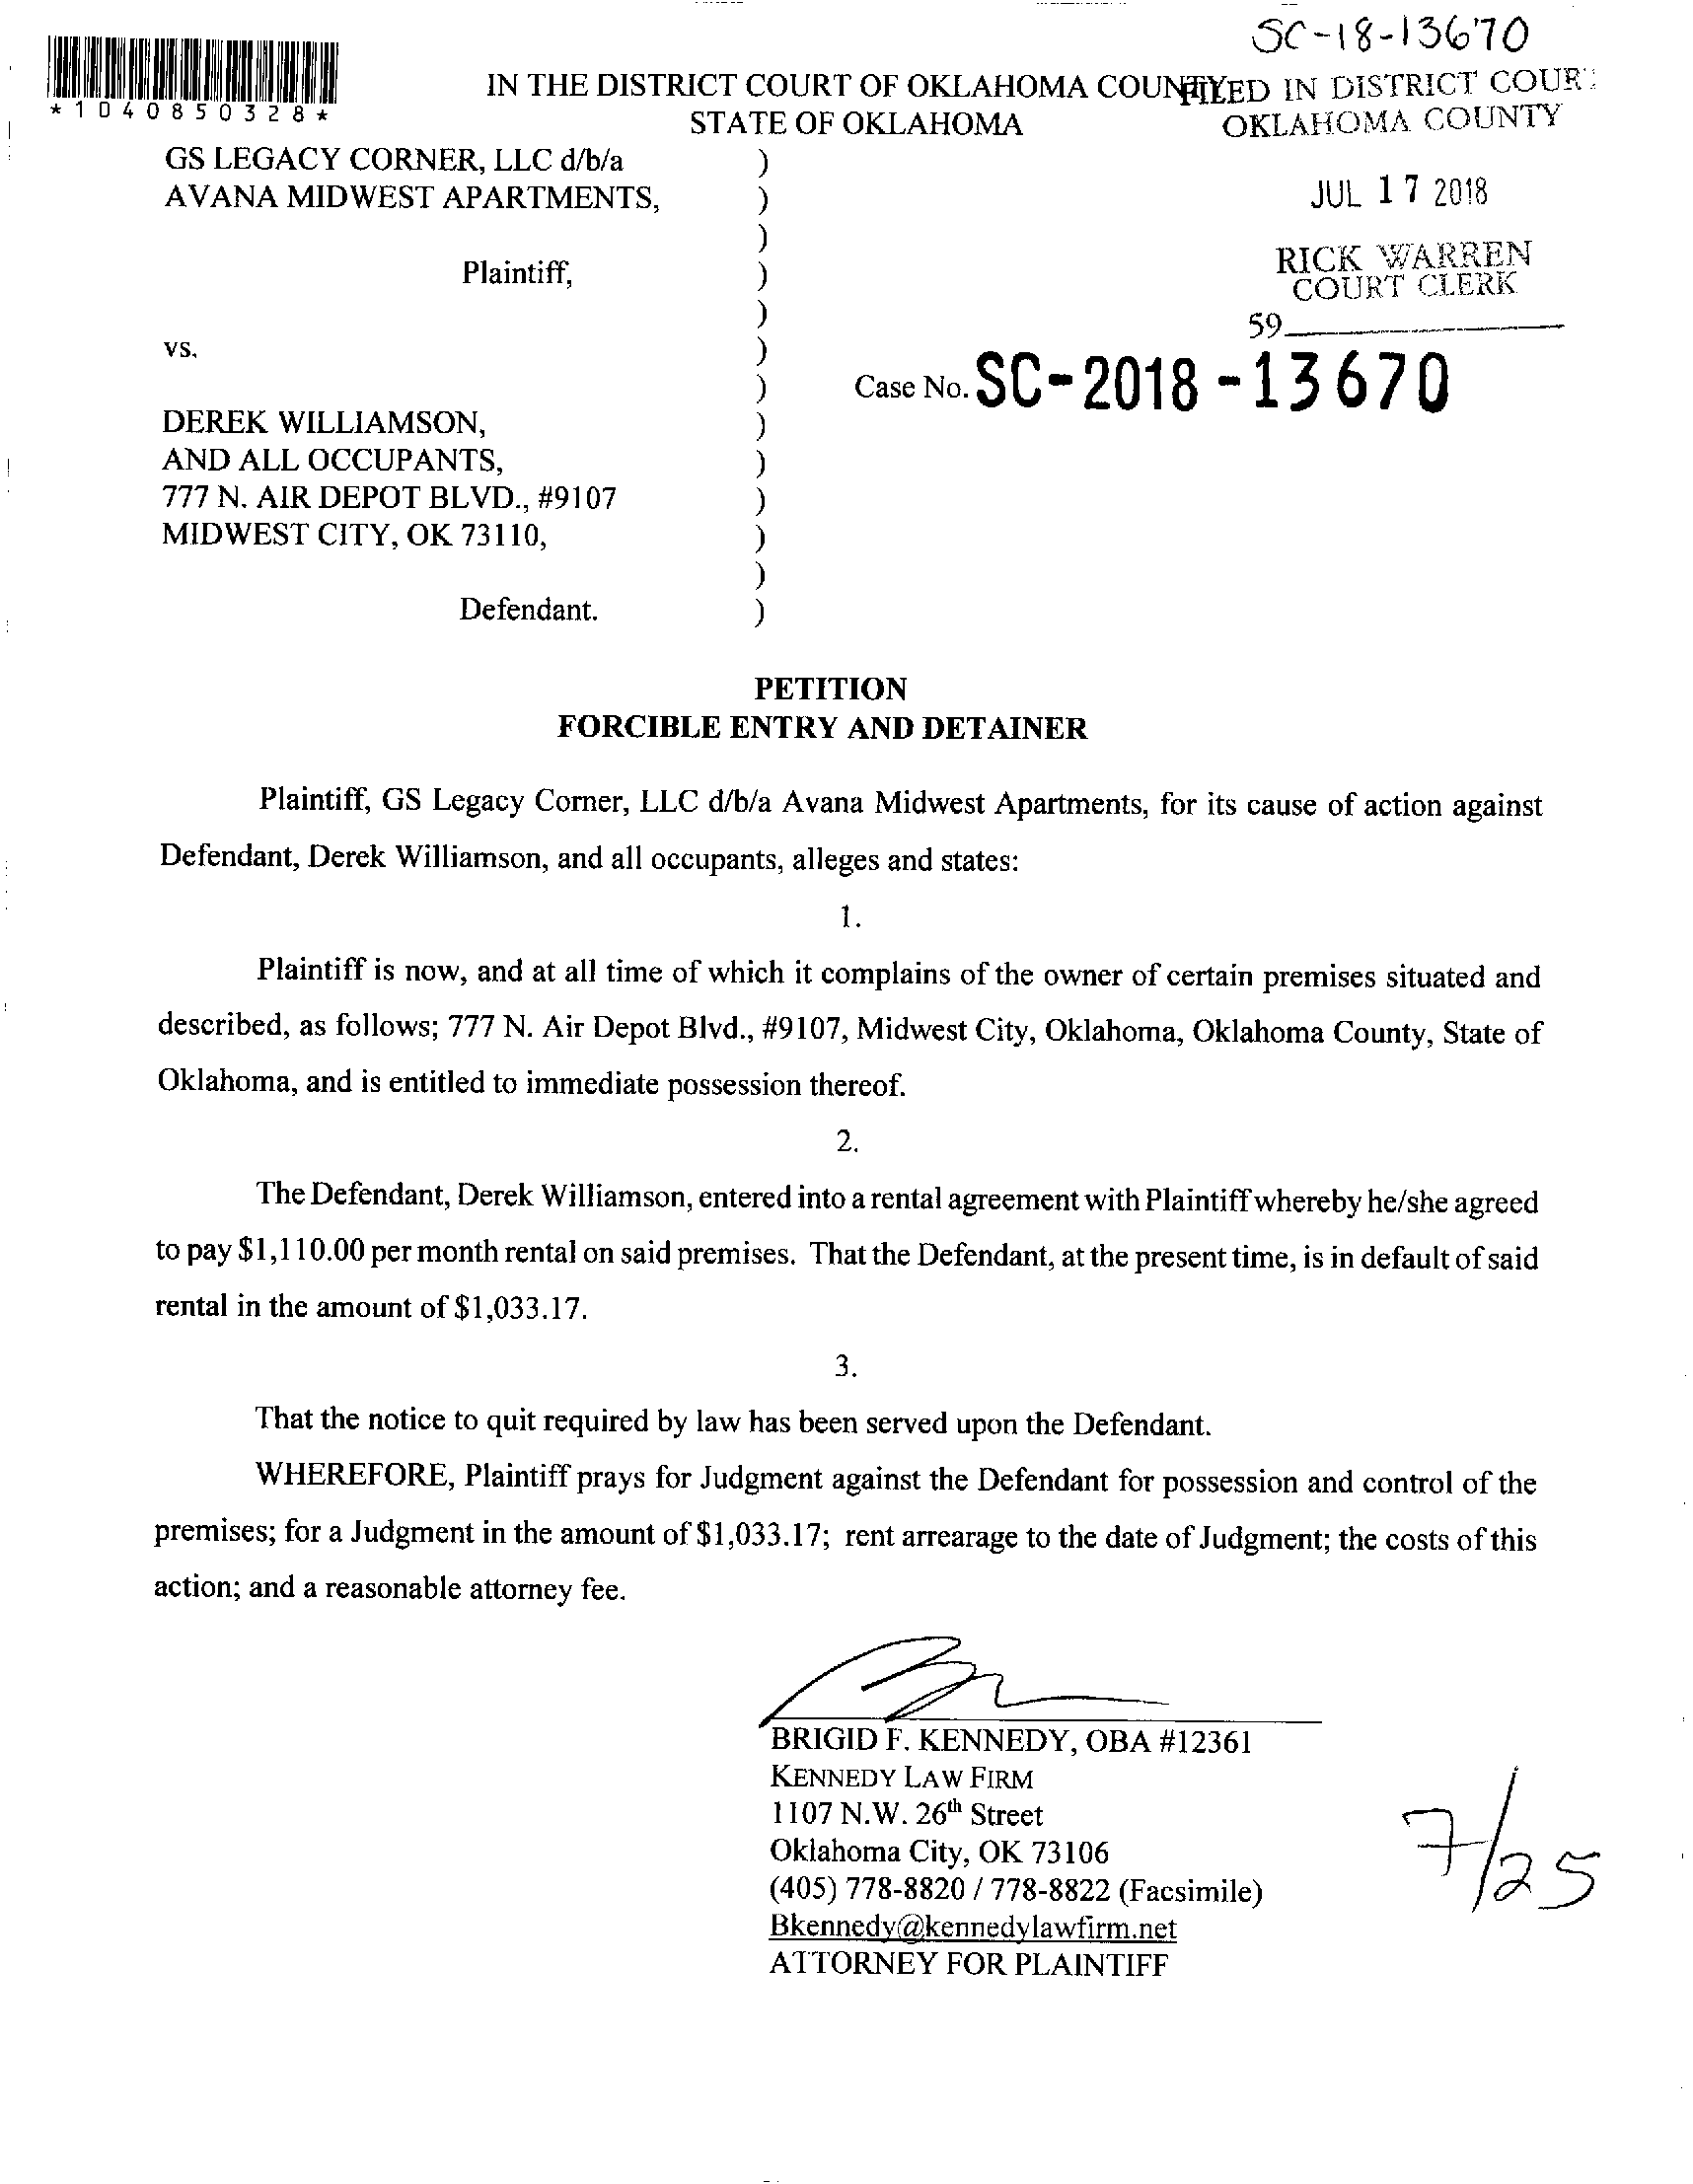 SC-18-13670
*1040850328*
IN THE DISTRICT COURT OF OKLAHOMA COUNTY
STATE OF OKLAHOMA
FILED IN DISTRICT COURT
OKLAHOMA COUNTY
JUL 17 2018
RICK WARREN
COURT CLERK
59
GS LEGACY CORNER, LLC d/b/a )
AVANA MIDWEST APARTMENTS, )
)
Plaintiff, )
)
vs. )
) Case No. SC-2018-13670
DEREK WILLIAMSON, )
AND ALL OCCUPANTS, )
777 N. AIR DEPOT BLVD., #9107 )
MIDWEST CITY, OK 73110, )
)
Defendant. )
PETITION
FORCIBLE ENTRY AND DETAINER
Plaintiff, GS Legacy Corner, LLC d/b/a Avana Midwest Apartments, for its cause of action against
Defendant, Derek Williamson, and all occupants, alleges and states:
1.
Plaintiff is now, and at all time of which it complains of the owner of certain premises situated and
described, as follows; 777 N. Air Depot Blvd., #9107, Midwest City, Oklahoma, Oklahoma County, State of
Oklahoma, and is entitled to immediate possession thereof.
2.
The Defendant, Derek Williamson, entered into a rental agreement with Plaintiff whereby he/she agreed
to pay $1,110.00 per month rental on said premises. That the Defendant, at the present time, is in default of said
rental in the amount of $1,033.17.
3.
That the notice to quit required by law has been served upon the Defendant.
WHEREFORE, Plaintiff prays for Judgment against the Defendant for possession and control of the
premises; for a Judgment in the amount of $1,033.17; rent arrearage to the date of Judgment; the costs of this
action; and a reasonable attorney fee.
BRIGID F. KENNEDY, OBA #12361
KENNEDY LAW FIRM
1107 N.W. 26th Street
Oklahoma City, OK 73106
(405) 778-8820 / 778-8822 (Facsimile)
Bkennedy@kennedylawfirm.net
ATTORNEY FOR PLAINTIFF
7/25